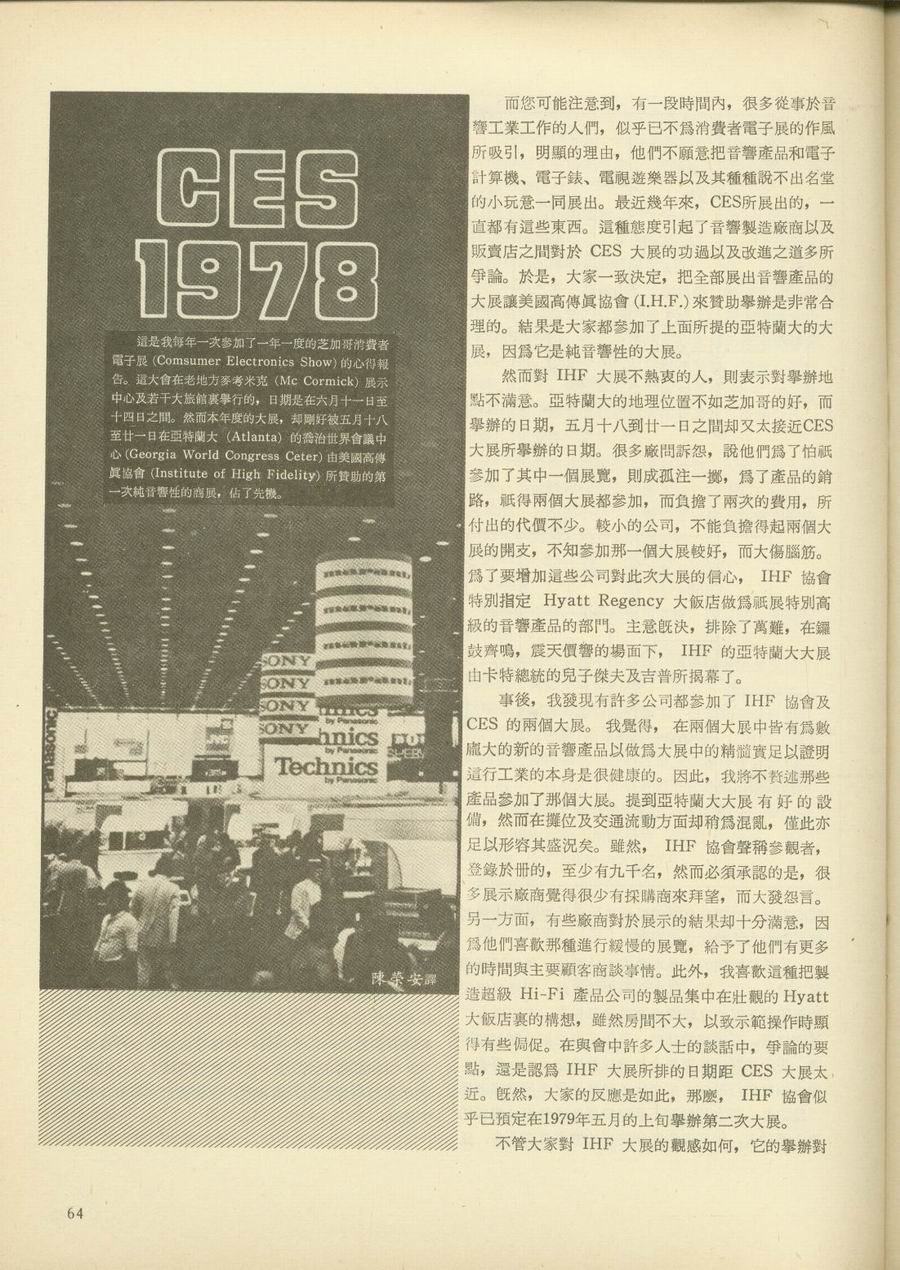 CES
1978
這是我每年一次參加了一年一度的芝加哥消費者
電子展 (Comsumer Electronics Show) 的心得報
告。這大會在老地方麥考米克 (Mc Cormick) 展示
中心及若干大旅館裏舉行的，日期是在六月十一日至
十四日之間。然而本年度的大展，却剛好被五月十八
至廿一日在亞特蘭大 (Atlanta) 的喬治世界會議中
心 (Georgia World Congress Ceter) 由美國高傳
眞協會 (Institute of High Fidelity) 所贊助的第
一次純音響性的商展，佔了先機。
SONY
SONY
SONY
SONY
Panasonic
hnics
by Panasonic
hnics
by Panasonic
Technics
by Panasonic
陳榮安譯
而您可能注意到，有一段時間內，很多從事於音
響工業工作的人們，似乎已不爲消費者電子展的作風
所吸引，明顯的理由，他們不願意把音響產品和電子
計算機、電子錶、電視遊樂器以及其種種說不出名堂
的小玩意一同展出。最近幾年來，CES所展出的，一
直都有這些東西。這種態度引起了音響製造廠商以及
販賣店之間對於 CES 大展的功過以及改進之道多所
爭論。於是，大家一致決定，把全部展出音響產品的
大展讓美國高傳眞協會 (I.H.F.) 來贊助舉辦是非常合
理的。結果是大家都參加了上面所提的亞特蘭大的大
展，因爲它是純音響性的大展。
然而對 IHF 大展不熱衷的人，則表示對舉辦地
點不滿意。亞特蘭大的地理位置不如芝加哥的好，而
舉辦的日期，五月十八到廿一日之間却又太接近CES
大展所舉辦的日期。很多廠問訴怨，說他們爲了怕祇
參加了其中一個展覽，則成孤注一擲，爲了產品的銷
路，祇得兩個大展都參加，而負擔了兩次的費用，所
付出的代價不少。較小的公司，不能負擔得起兩個大
展的開支，不知參加那一個大展較好，而大傷腦筋。
爲了要增加這些公司對此次大展的信心， IHF 協會
特別指定 Hyatt Regency 大飯店做爲祇展特別高
級的音響產品的部門。主意旣決，排除了萬難，在鑼
鼓齊鳴，震天價響的場面下， IHF 的亞特蘭大大展
由卡特總統的兒子傑夫及吉普所揭幕了。
事後，我發現有許多公司都參加了 IHF 協會及
CES 的兩個大展。 我覺得， 在兩個大展中皆有爲數
龐大的新的音響產品以做爲大展中的精髓實足以證明
這行工業的本身是很健康的。因此，我將不贅述那些
產品參加了那個大展。提到亞特蘭大大展有好的設
備，然而在攤位及交通流動方面却稍爲混亂，僅此亦
足以形容其盛況矣。雖然， IHF 協會聲稱參觀者，
登錄於册的，至少有九千名，然而必須承認的是，很
多展示廠商覺得很少有採購商來拜望，而大發怨言。
另一方面，有些廠商對於展示的結果却十分滿意，因
爲他們喜歡那種進行緩慢的展覽，給予了他們有更多
的時間與主要顧客商談事情。此外，我喜歡這種把製
造超級 Hi-Fi 產品公司的製品集中在壯觀的 Hyatt
大飯店裏的構想，雖然房間不大，以致示範操作時顯
得有些侷促。在與會中許多人士的談話中，爭論的要
點，還是認爲 IHF 大展所排的日期距 CES 大展太
近。旣然，大家的反應是如此，那麽， IHF 協會似
乎已預定在1979年五月的上旬舉辦第二次大展。
不管大家對 IHF 大展的觀感如何，它的舉辦對
64